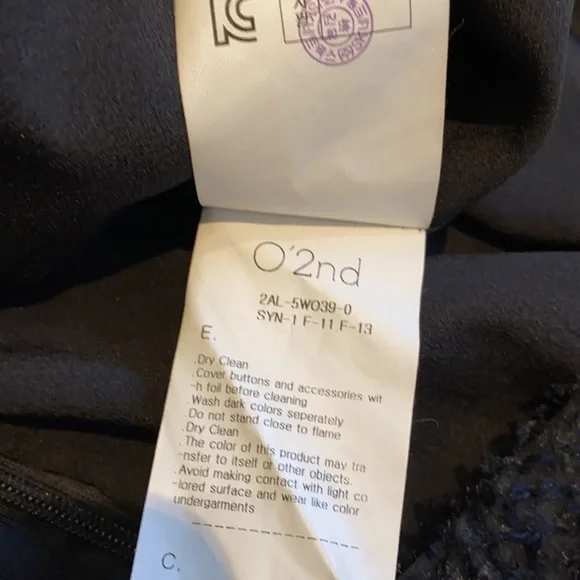 O'2nd
2AL-5WO39-0
SYN-1 F-11 F-13
E.
.Dry Clean
.Cover buttons and accessories wit
-h foil before cleaning
.Wash dark colors seperately
.Do not stand close to flame
.Dry Clean
.The color of this product may tra
-nsfer to itself or other objects.
.Avoid making contact with light co
-lored surface and wear like color
undergarments
C.